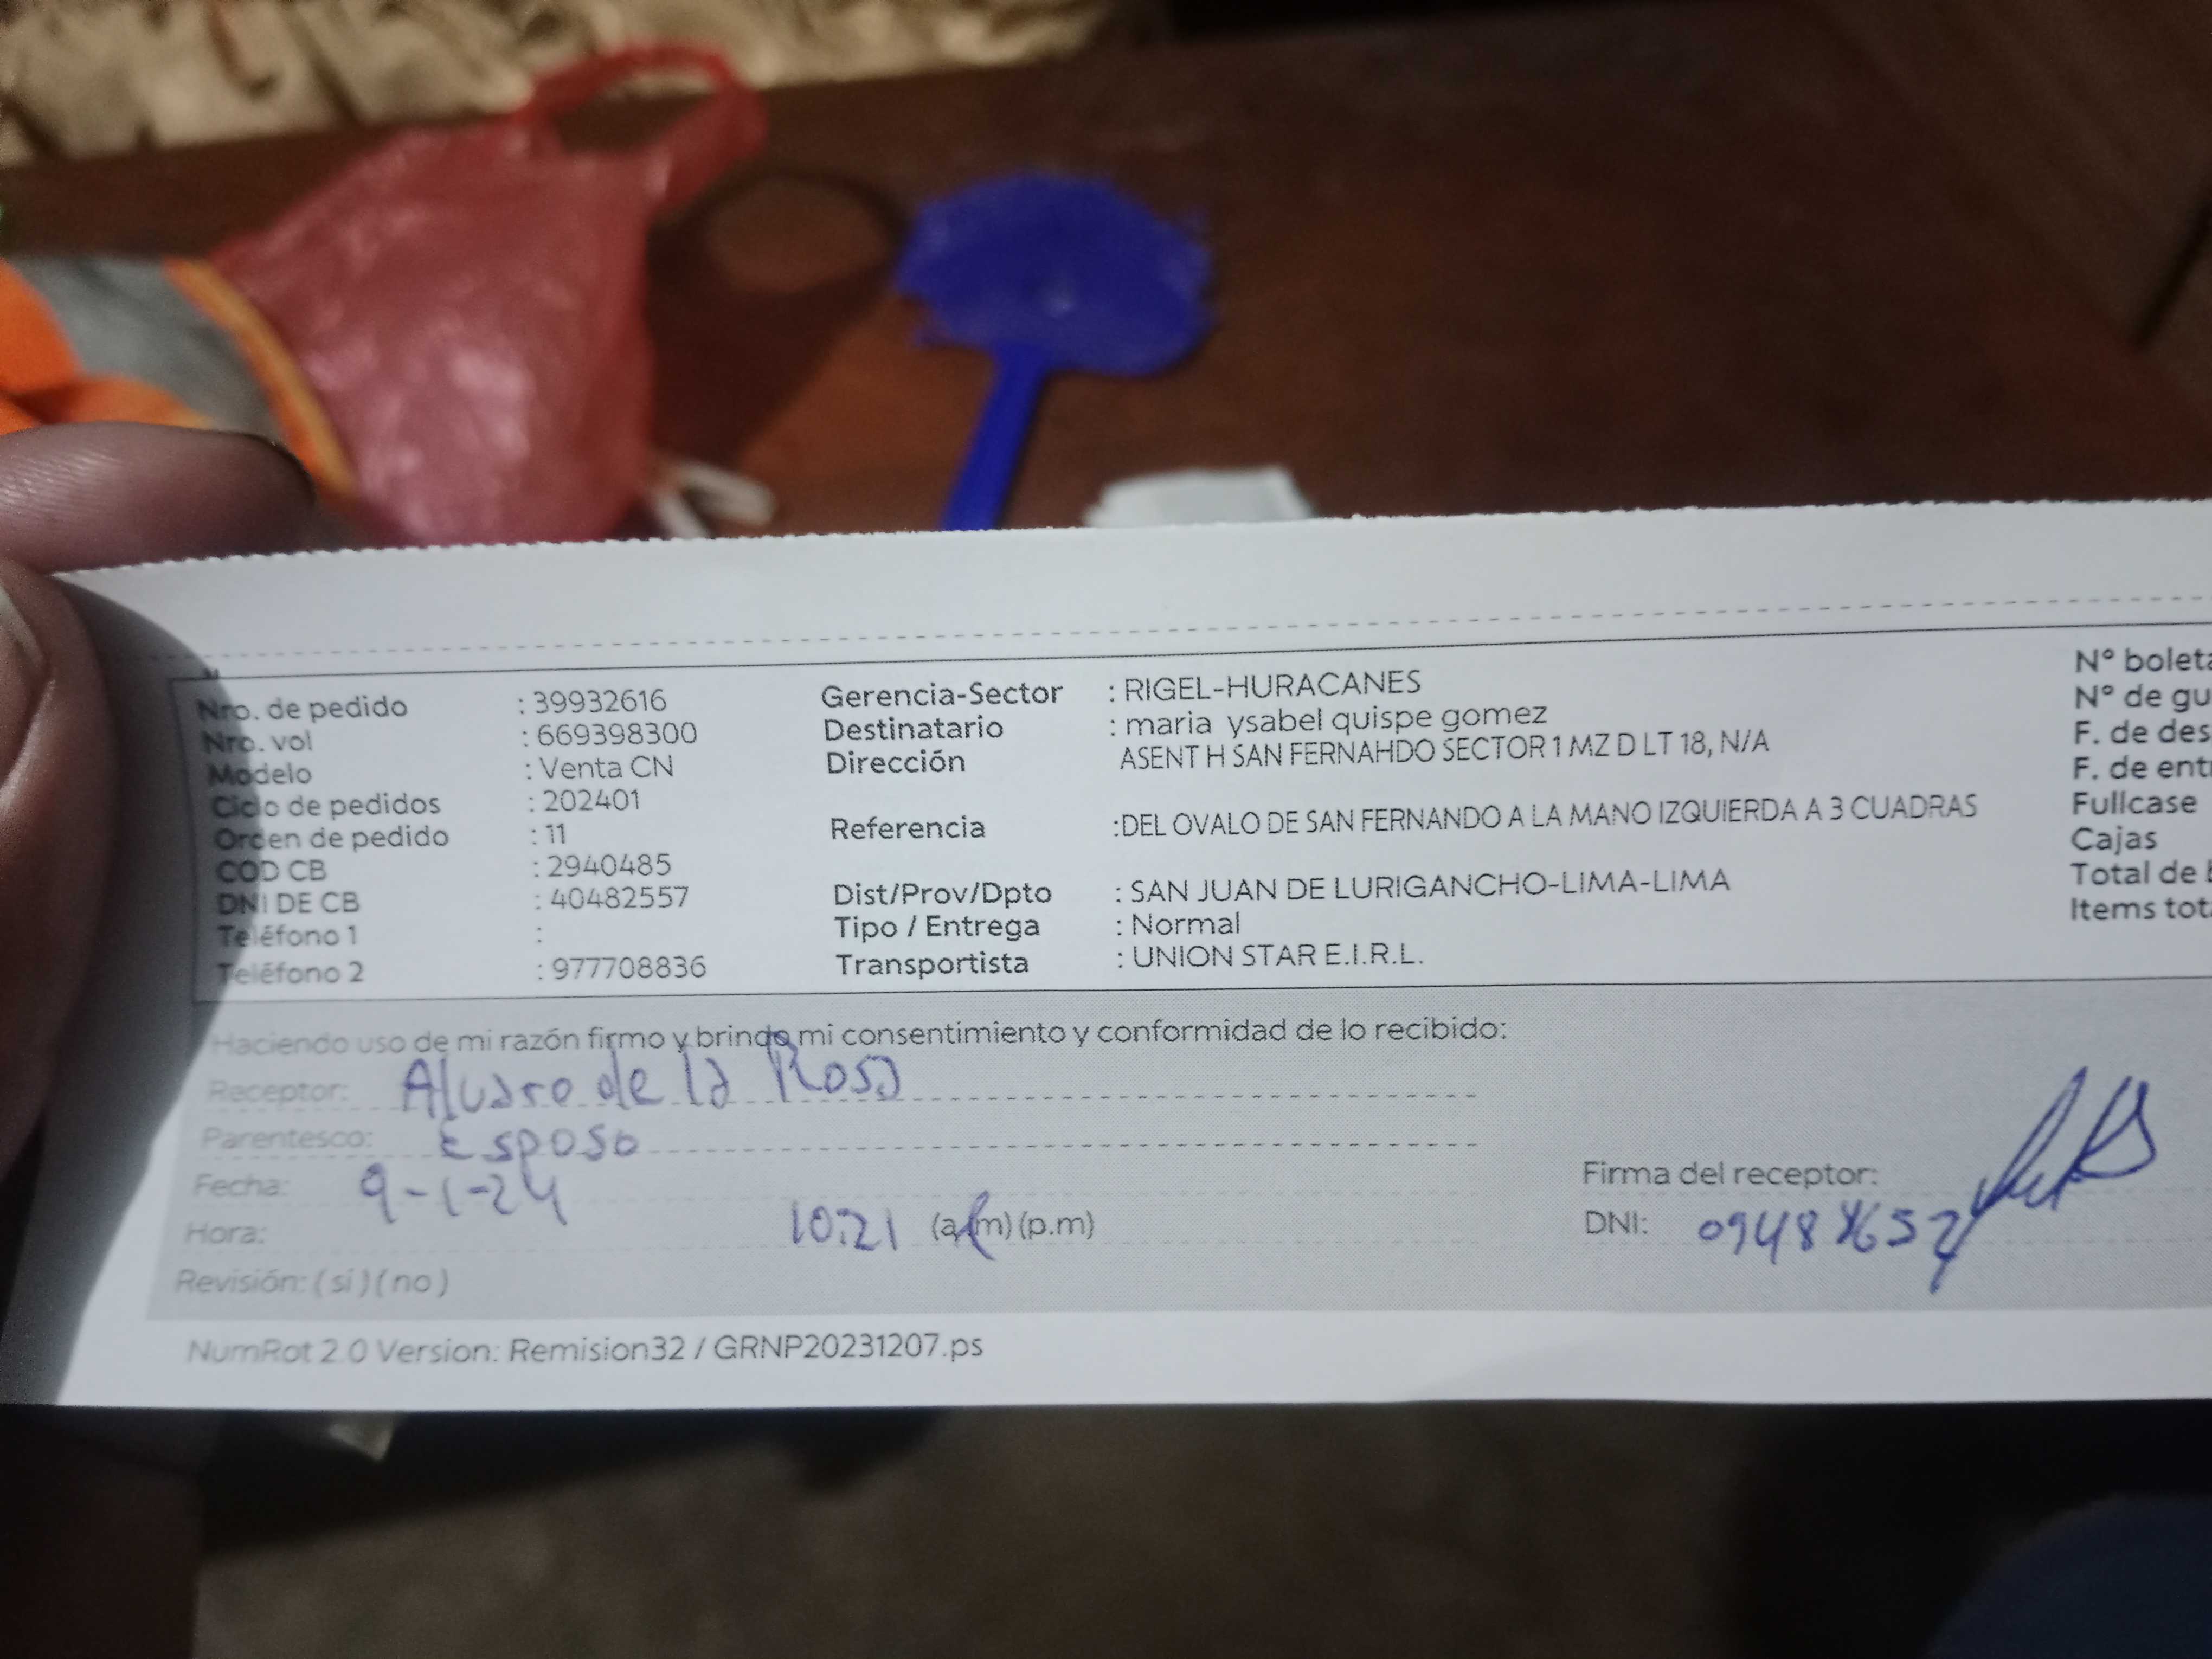 Nro. de pedido : 39932616
Nro. vol : 669398300
Modelo : Venta CN
Ciclo de pedidos : 202401
Orden de pedido : 11
COD CB : 2940485
DNI DE CB : 40482557
Teléfono 1 :
Teléfono 2 : 977708836
Gerencia-Sector : RIGEL-HURACANES
Destinatario : maria ysabel quispe gomez
Dirección ASENT H SAN FERNAHDO SECTOR 1 MZ D LT 18, N/A
Referencia :DEL OVALO DE SAN FERNANDO A LA MANO IZQUIERDA A 3 CUADRAS
Dist/Prov/Dpto : SAN JUAN DE LURIGANCHO-LIMA-LIMA
Tipo / Entrega : Normal
Transportista : UNION STAR E.I.R.L.
Nº boleta
Nº de gu
F. de des
F. de entr
Fullcase
Cajas
Total de
Items tot
Haciendo uso de mi razón firmo y brindo mi consentimiento y conformidad de lo recibido:
Receptor: Alvaro de la Rosa
Parentesco: Esposo
Fecha: 9-1-24
Hora: 10:21 (a.m) (p.m)
Revisión: ( si ) ( no )
Firma del receptor:
DNI:
NumRot 2.0 Version: Remision32 / GRNP20231207.ps